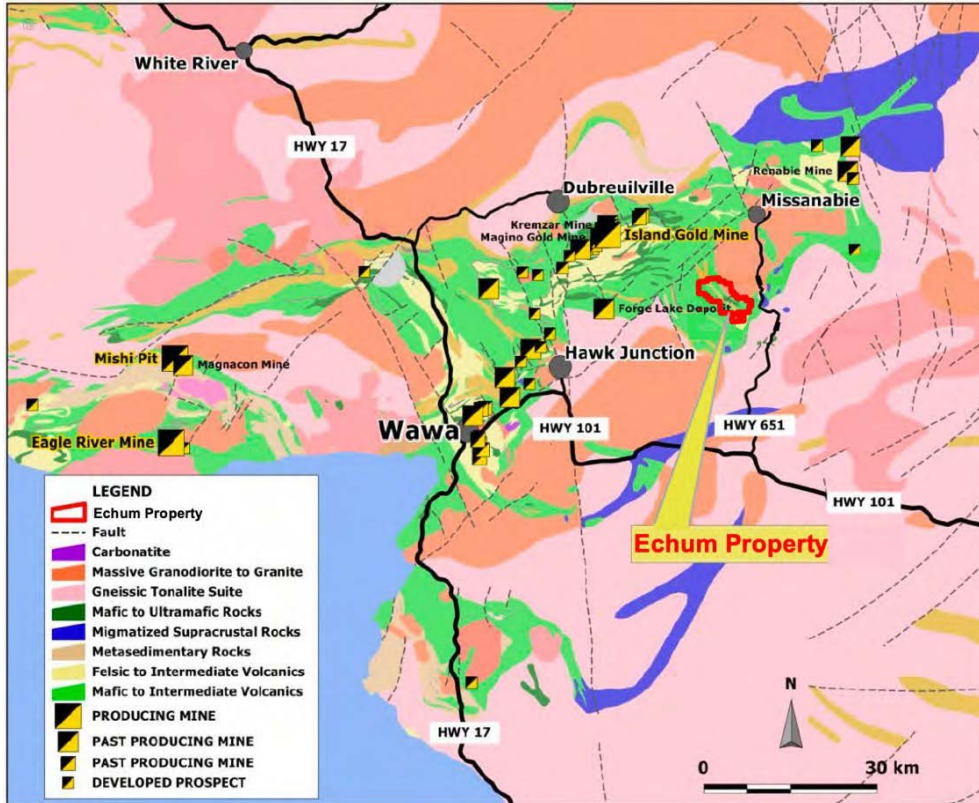 White River
HWY 17
Dubreuilville
Kremzar Mine
Magino Gold Mine
Island Gold Mine
Renabie Mine
Missanabie
Forge Lake Deposit
Mishi Pit
Magnacon Mine
Hawk Junction
Eagle River Mine
Wawa
HWY 101
HWY 651
HWY 101
Echum Property
LEGEND
Echum Property
Fault
Carbonatite
Massive Granodiorite to Granite
Gneissic Tonalite Suite
Mafic to Ultramafic Rocks
Migmatized Supracrustal Rocks
Metasedimentary Rocks
Felsic to Intermediate Volcanics
Mafic to Intermediate Volcanics
PRODUCING MINE
PAST PRODUCING MINE
PAST PRODUCING MINE
DEVELOPED PROSPECT
HWY 17
N
0 30 km